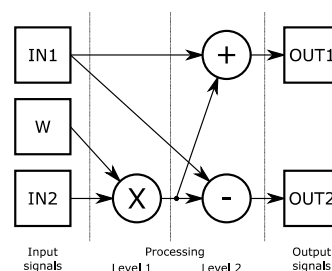 IN1
+
OUT1
W
IN2
X
-
OUT2
Input
signals
Processing
Level 1
Level 2
Output
signals